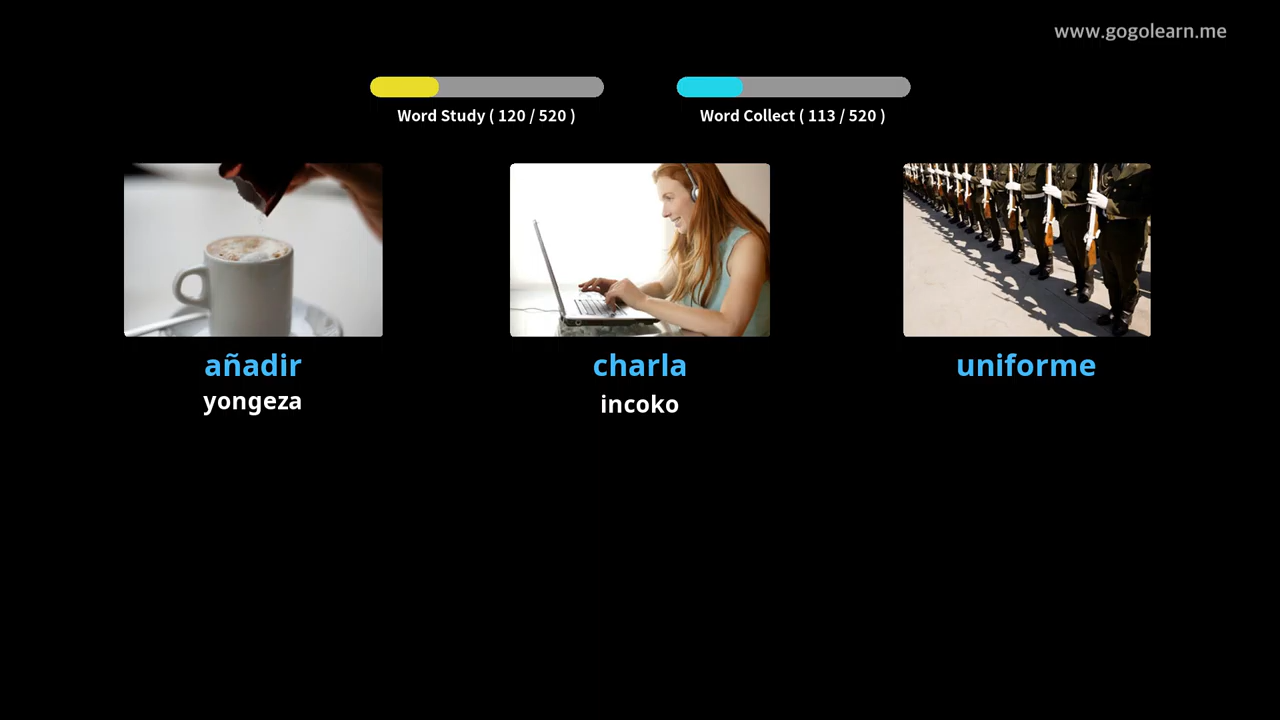 www.gogolearn.me
Word Study ( 120 / 520 )
Word Collect ( 113 / 520 )
añadir
yongeza
charla
incoko
uniforme